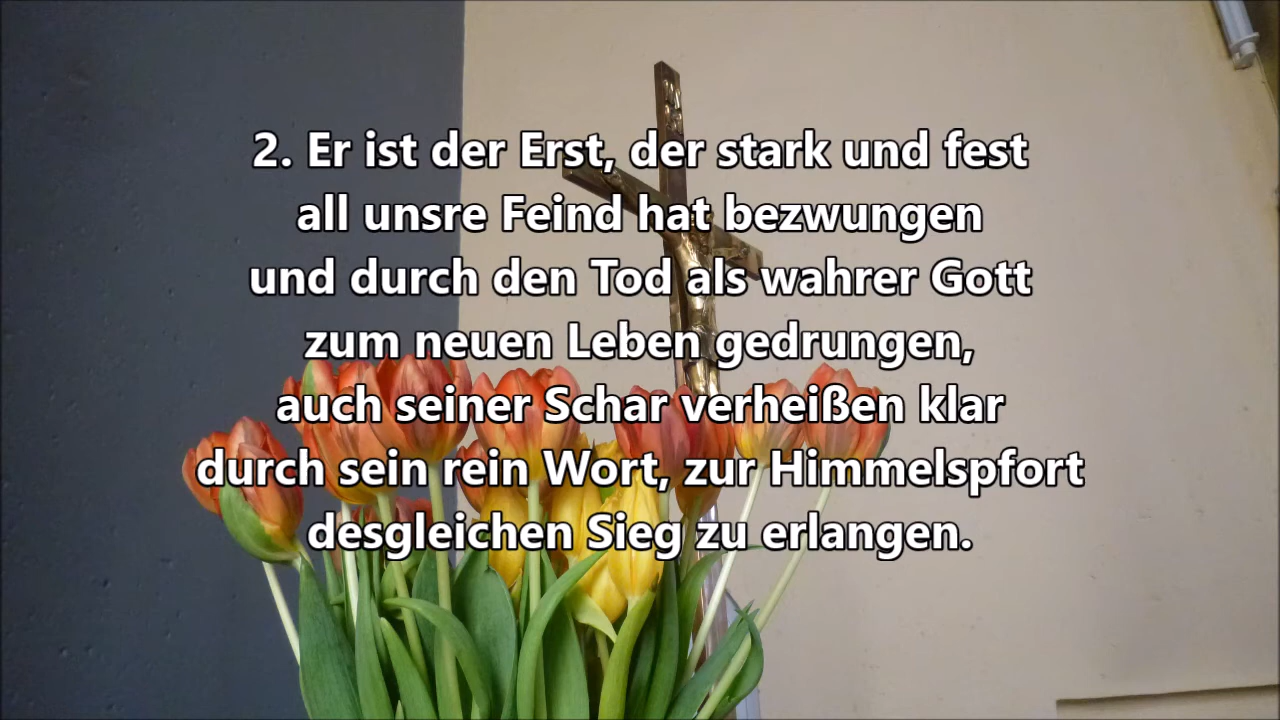 2. Er ist der Erst, der stark und fest
all unsre Feind hat bezwungen
und durch den Tod als wahrer Gott
zum neuen Leben gedrungen,
auch seiner Schar verheißen klar
durch sein rein Wort, zur Himmelspfort
desgleichen Sieg zu erlangen.